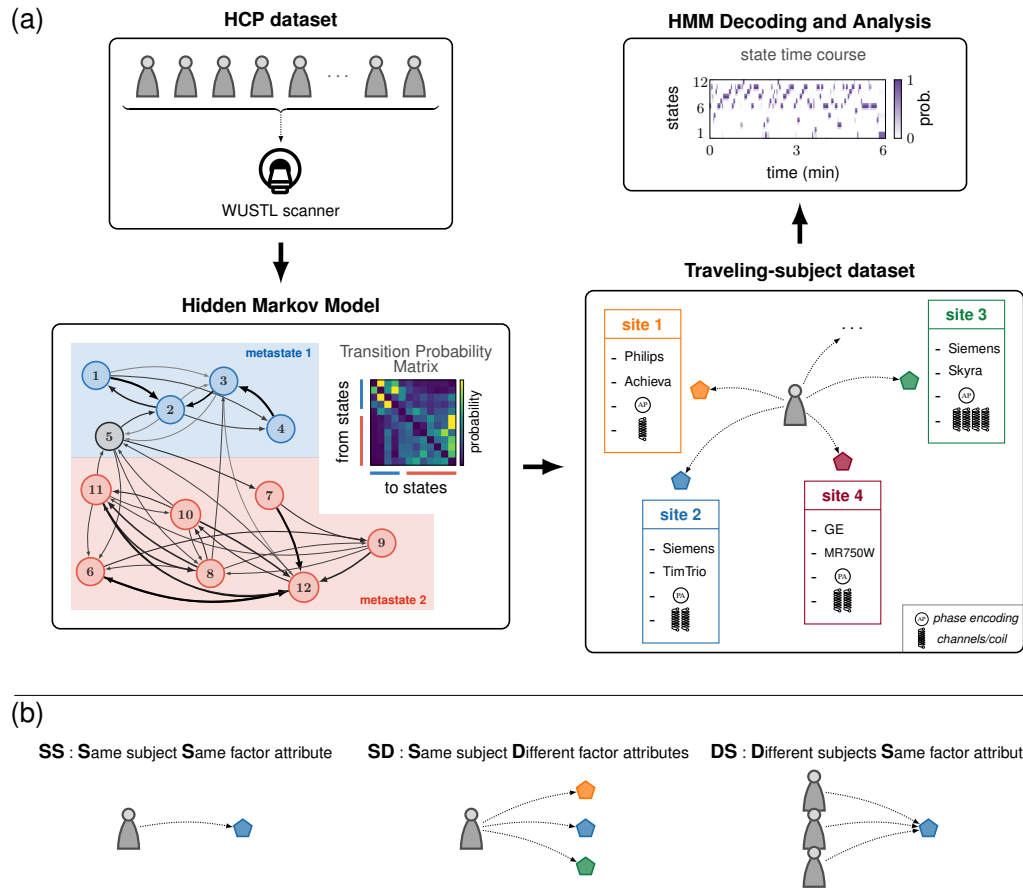 (a)
HCP dataset
. . .
WUSTL scanner
Hidden Markov Model
metastate 1
1
2
3
4
5
6
7
8
9
10
11
12
metastate 2
Transition Probability
Matrix
from states
to states
probability
HMM Decoding and Analysis
state time course
states
12
6
1
0
3
6
time (min)
1
0
prob.
Traveling-subject dataset
site 1
- Philips
- Achieva
- AP
-
. . .
site 3
- Siemens
- Skyra
- AP
-
site 2
- Siemens
- TimTrio
- PA
-
site 4
- GE
- MR750W
- PA
-
AP phase encoding
channels/coil
(b)
SS : Same subject Same factor attribute
SD : Same subject Different factor attributes
DS : Different subjects Same factor attribut